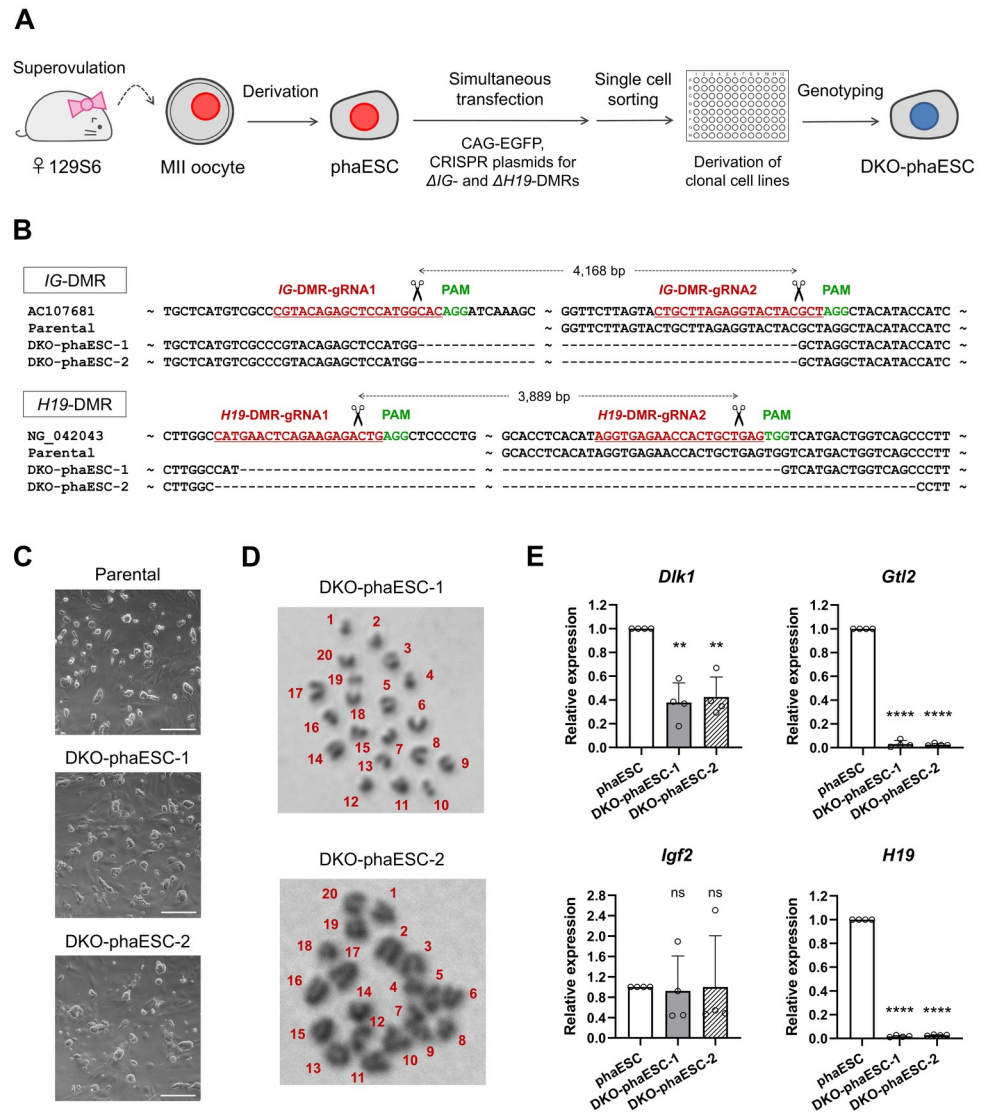 A
Superovulation
♀ 129S6
MII oocyte
Derivation
phaESC
Simultaneous
transfection
CAG-EGFP,
CRISPR plasmids for
ΔIG- and ΔH19-DMRs
Single cell
sorting
Derivation of
clonal cell lines
Genotyping
DKO-phaESC
B
IG-DMR
4,168 bp
IG-DMR-gRNA1 PAM IG-DMR-gRNA2 PAM
AC107681 ~ TGCTCATGTCGCCCGTACAGAGCTCCATGGCACAGGATCAAAGC ~ GGTTCTTAGTACTGCTTAGAGGTACTACGCTAGGCTACATACCATC ~
Parental ~ GGTTCTTAGTACTGCTTAGAGGTACTACGCTAGGCTACATACCATC ~
DKO-phaESC-1 ~ TGCTCATGTCGCCCGTACAGAGCTCCATGG--------------- ~ ----------------------------GCTAGGCTACATACCATC ~
DKO-phaESC-2 ~ TGCTCATGTCGCCCGTACAGAGCTCCATGG--------------- ~ ----------------------------GCTAGGCTACATACCATC ~
H19-DMR
3,889 bp
H19-DMR-gRNA1 PAM H19-DMR-gRNA2 PAM
NG_042043 ~ CTTGGCCATGAACTCAGAAGAGACTGAGGCTCCCCTG ~ GCACCTCACATAGGTGAGAACCACTGCTGAGTGGTCATGACTGGTCAGCCCTT ~
Parental ~ GCACCTCACATAGGTGAGAACCACTGCTGAGTGGTCATGACTGGTCAGCCCTT ~
DKO-phaESC-1 ~ CTTGGCCAT---------------------------- ~ ---------------------------------GTCATGACTGGTCAGCCCTT ~
DKO-phaESC-2 ~ CTTGGC------------------------------- ~ -------------------------------------------------CCTT ~
C
Parental
DKO-phaESC-1
DKO-phaESC-2
D
DKO-phaESC-1
1
2
3
20
19
4
17
5
18
6
16
15
7
8
14
13
9
12
11
10
DKO-phaESC-2
20
1
19
2
18
17
3
5
16
14
4
6
7
12
15
8
9
13
10
11
E
Dlk1
Relative expression
1.2
1.0
0.8
0.6
0.4
0.2
0.0
** **
phaESC
DKO-phaESC-1
DKO-phaESC-2
Gtl2
Relative expression
1.2
1.0
0.8
0.6
0.4
0.2
0.0
**** ****
phaESC
DKO-phaESC-1
DKO-phaESC-2
Igf2
Relative expression
2.8
2.4
2.0
1.6
1.2
0.8
0.4
0.0
ns ns
phaESC
DKO-phaESC-1
DKO-phaESC-2
H19
Relative expression
1.2
1.0
0.8
0.6
0.4
0.2
0.0
**** ****
phaESC
DKO-phaESC-1
DKO-phaESC-2